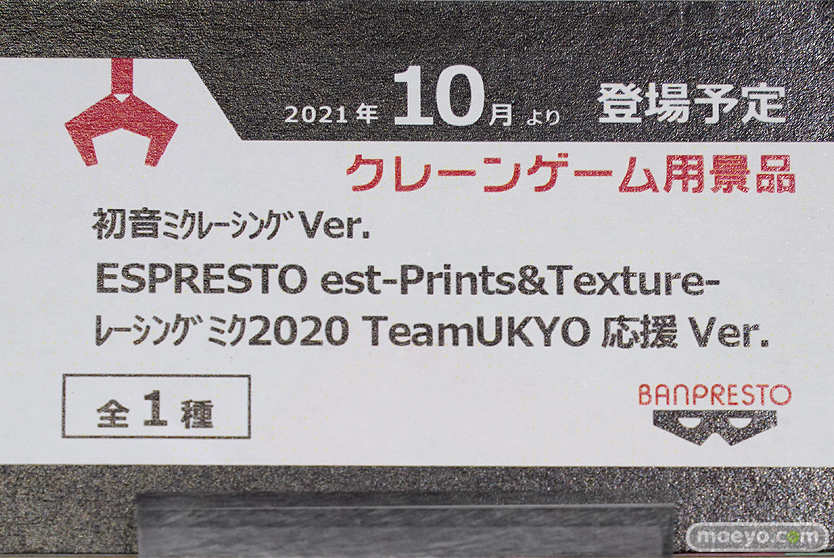 2021年 10月より 登場予定
クレーンゲーム用景品
初音ﾐｸﾚｰｼﾝｸﾞVer.
ESPRESTO est-Prints&Texture-
ﾚｰｼﾝｸﾞﾐｸ2020 TeamUKYO 応援 Ver.
全1種
BANPRESTO
moeyo.com